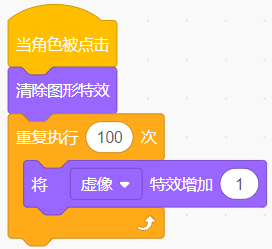 当角色被点击
清除图形特效
重复执行 100 次
将 虚像 特效增加 1